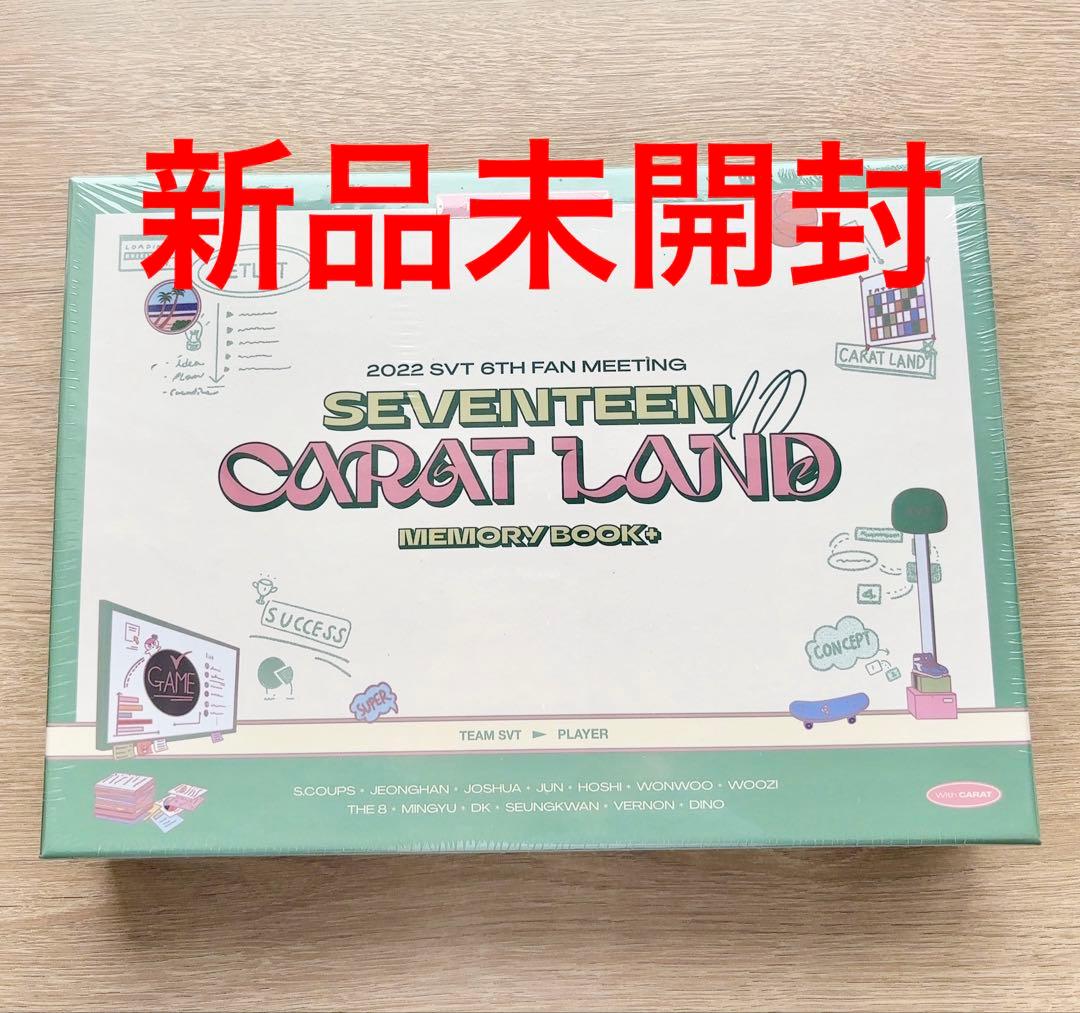 新品未開封
CARAT LAND
idea
2022 SVT 6TH FAN MEETING
SEVENTEEN
CARAT LAND
MEMORY BOOK+
4
SUCCESS
CONCEPT
GAME
SUPER
TEAM SVT ► PLAYER
S.COUPS • JEONGHAN • JOSHUA • JUN • HOSHI • WONWOO • WOOZI
THE 8 • MINGYU • DK • SEUNGKWAN • VERNON • DINO
With CARAT